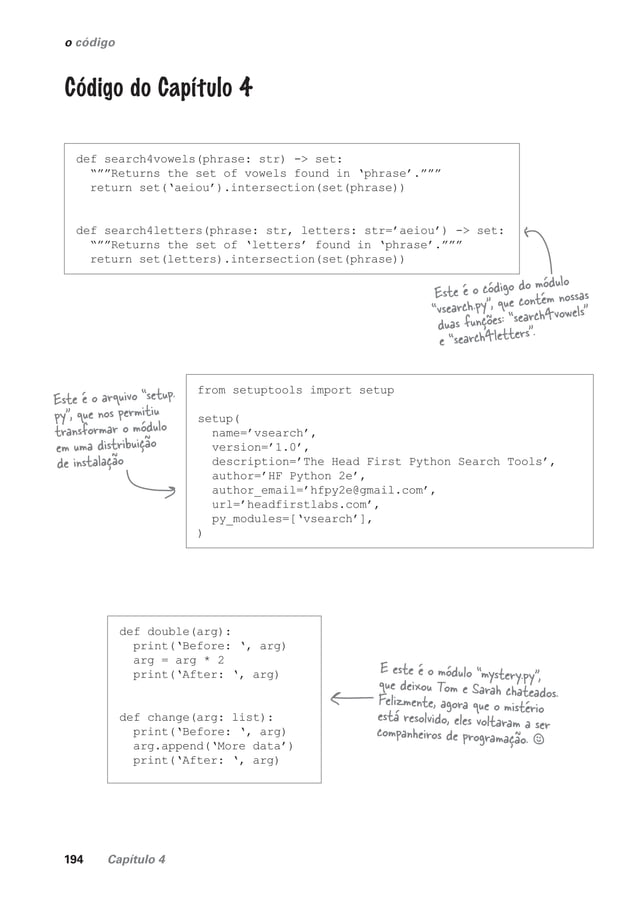 o código
Código do Capítulo 4
def search4vowels(phrase: str) -> set:
“””Returns the set of vowels found in ‘phrase’.”””
return set(‘aeiou’).intersection(set(phrase))
def search4letters(phrase: str, letters: str=’aeiou’) -> set:
“””Returns the set of ‘letters’ found in ‘phrase’.”””
return set(letters).intersection(set(phrase))
Este é o código do módulo
“vsearch.py”, que contém nossas
duas funções: “search4vowels”
e “search4letters”.
Este é o arquivo “setup.
py”, que nos permitiu
transformar o módulo
em uma distribuição
de instalação
from setuptools import setup
setup(
name=’vsearch’,
version=’1.0’,
description=’The Head First Python Search Tools’,
author=’HF Python 2e’,
author_email=’hfpy2e@gmail.com’,
url=’headfirstlabs.com’,
py_modules=[‘vsearch’],
)
def double(arg):
print(‘Before: ‘, arg)
arg = arg * 2
print(‘After: ‘, arg)
def change(arg: list):
print(‘Before: ‘, arg)
arg.append(‘More data’)
print(‘After: ‘, arg)
E este é o módulo “mystery.py”,
que deixou Tom e Sarah chateados.
Felizmente, agora que o mistério
está resolvido, eles voltaram a ser
companheiros de programação. ☺
194 Capítulo 4